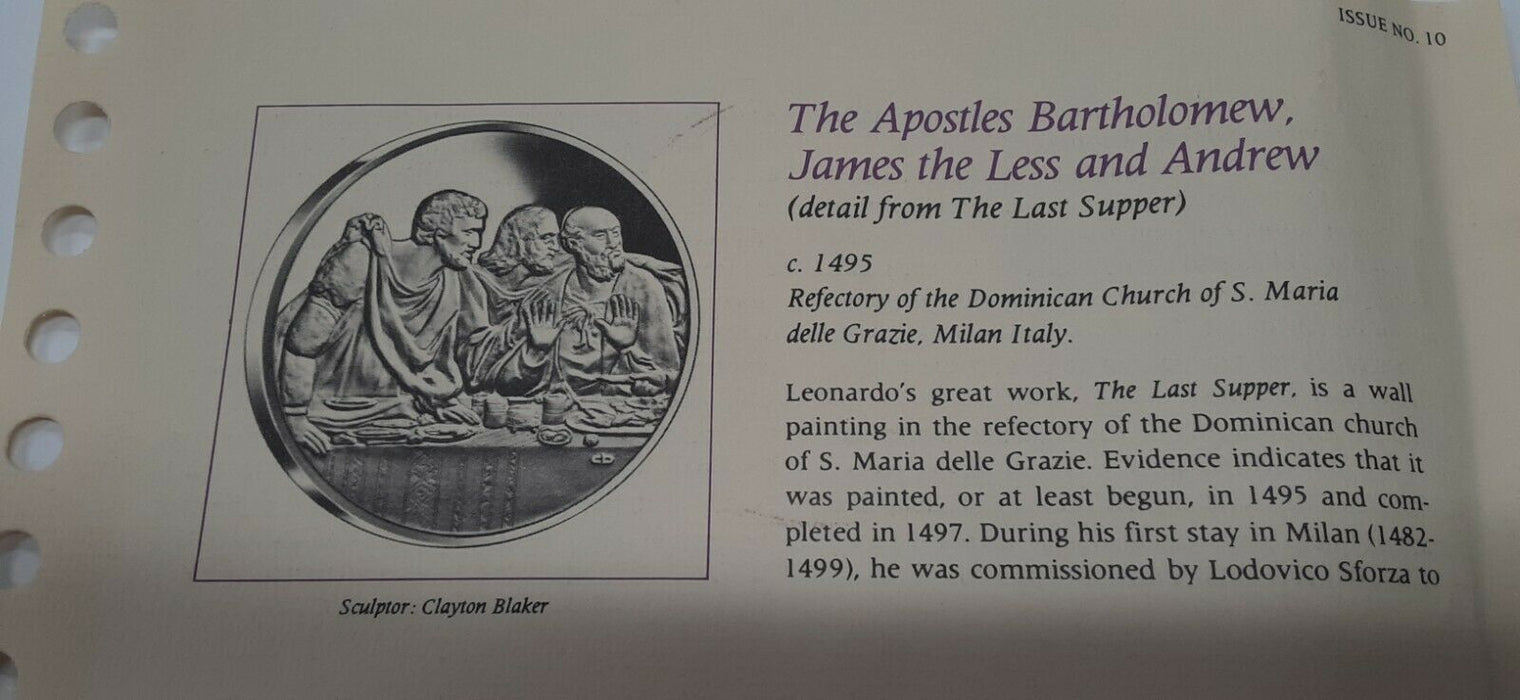 ISSUE NO. 10
The Apostles Bartholomew,
James the Less and Andrew
(detail from The Last Supper)
c. 1495
Refectory of the Dominican Church of S. Maria
delle Grazie, Milan Italy.
Leonardo's great work, The Last Supper, is a wall
painting in the refectory of the Dominican church
of S. Maria delle Grazie. Evidence indicates that it
was painted, or at least begun, in 1495 and com-
pleted in 1497. During his first stay in Milan (1482-
1499), he was commissioned by Lodovico Sforza to
Sculptor: Clayton Blaker